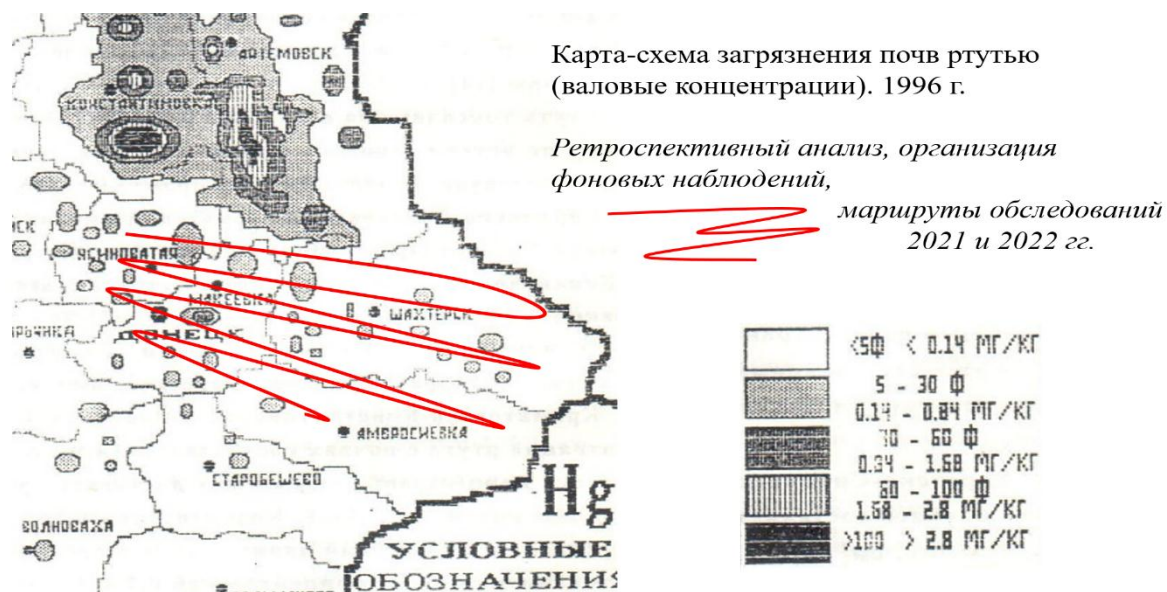 Карта-схема загрязнения почв ртутью
(валовые концентрации). 1996 г.
Ретроспективный анализ, организация
фоновых наблюдений,
маршруты обследований
2021 и 2022 гг.
АРТЕМОВСК
КОНСТАНТИНОВКА
ЯСИНОВАТАЯ
МАКЕЕВКА
ШАХТЕРСК
ДОНЕЦК
АМВРОСИЕВКА
СТАРОБЕШЕВО
ВОЛНОВАХА
Hg
УСЛОВНЫЕ
ОБОЗНАЧЕНИЯ
<5Ф < 0.14 МГ/КГ
5 - 30 Ф
0.14 - 0.84 МГ/КГ
30 - 60 Ф
0.84 - 1.68 МГ/КГ
60 - 100 Ф
1.68 - 2.8 МГ/КГ
>100 > 2.8 МГ/КГ